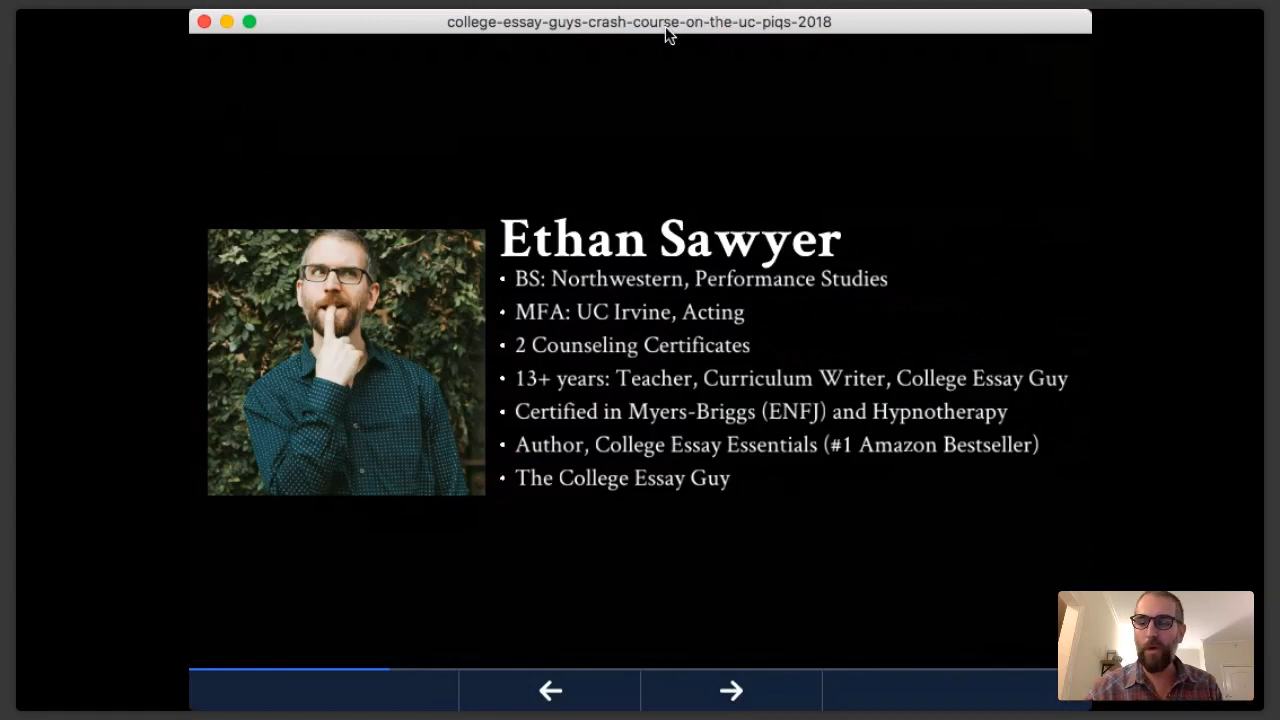 college-essay-guys-crash-course-on-the-uc-piqs-2018
Ethan Sawyer
• BS: Northwestern, Performance Studies
• MFA: UC Irvine, Acting
• 2 Counseling Certificates
• 13+ years: Teacher, Curriculum Writer, College Essay Guy
• Certified in Myers-Briggs (ENFJ) and Hypnotherapy
• Author, College Essay Essentials (#1 Amazon Bestseller)
• The College Essay Guy